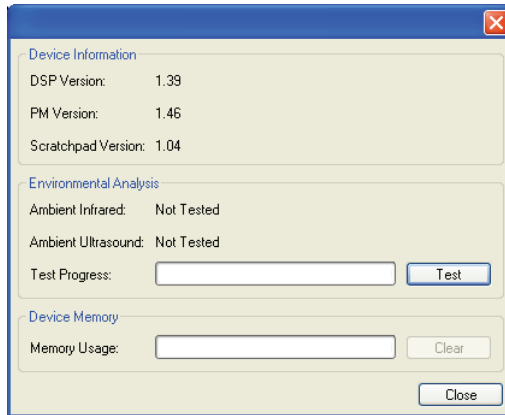 Device Information
DSP Version: 1.39
PM Version: 1.46
Scratchpad Version: 1.04
Environmental Analysis
Ambient Infrared: Not Tested
Ambient Ultrasound: Not Tested
Test Progress: Test
Device Memory
Memory Usage: Clear
Close